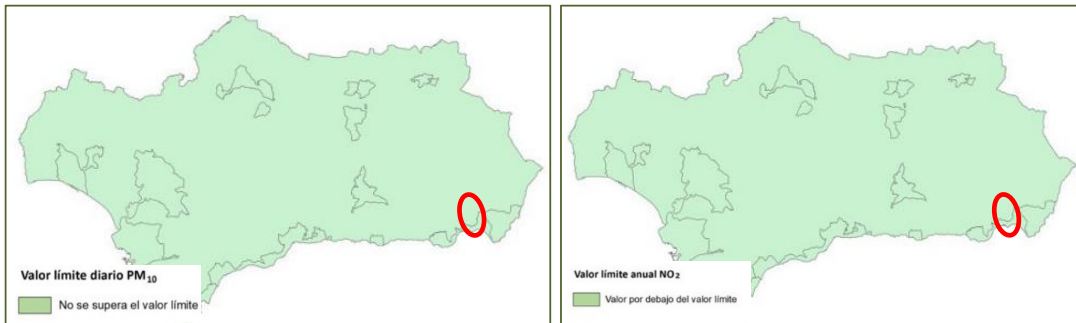 Valor límite diario PM10
No se supera el valor límite
Valor límite anual NO2
Valor por debajo del valor límite